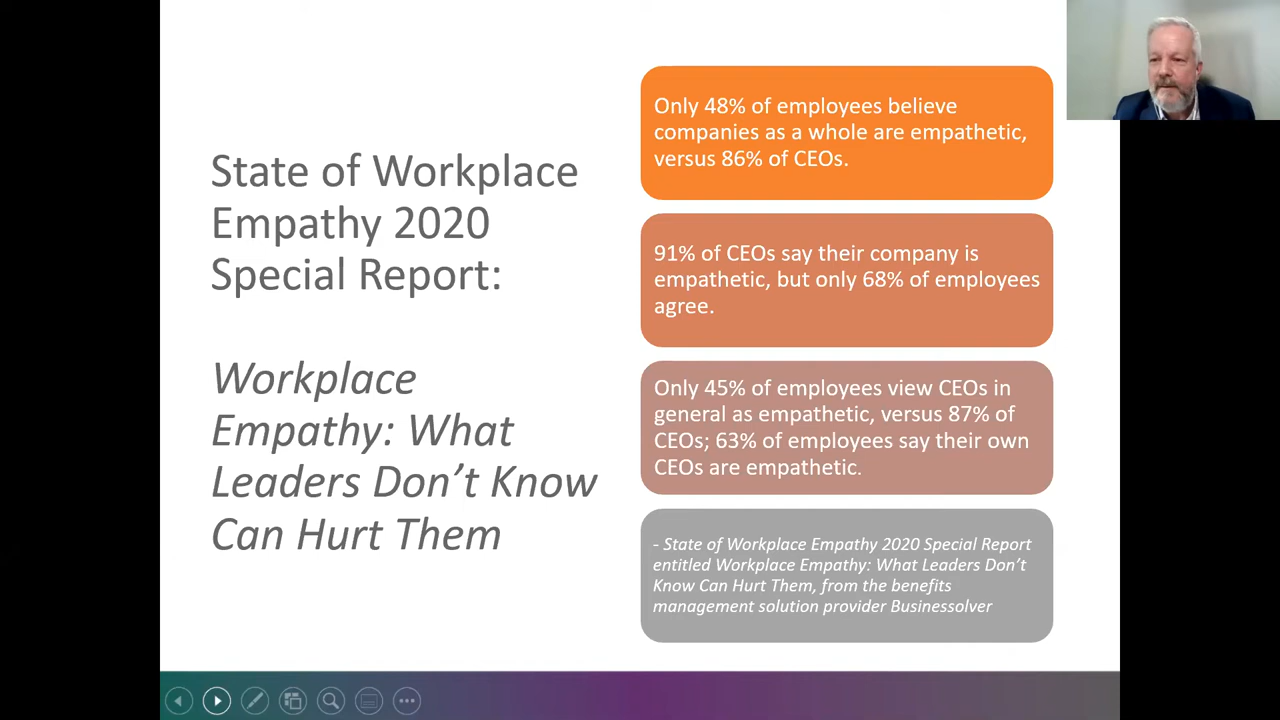 State of Workplace
Empathy 2020
Special Report:
Workplace
Empathy: What
Leaders Don’t Know
Can Hurt Them
Only 48% of employees believe
companies as a whole are empathetic,
versus 86% of CEOs.
91% of CEOs say their company is
empathetic, but only 68% of employees
agree.
Only 45% of employees view CEOs in
general as empathetic, versus 87% of
CEOs; 63% of employees say their own
CEOs are empathetic.
- State of Workplace Empathy 2020 Special Report
entitled Workplace Empathy: What Leaders Don’t
Know Can Hurt Them, from the benefits
management solution provider Businessolver